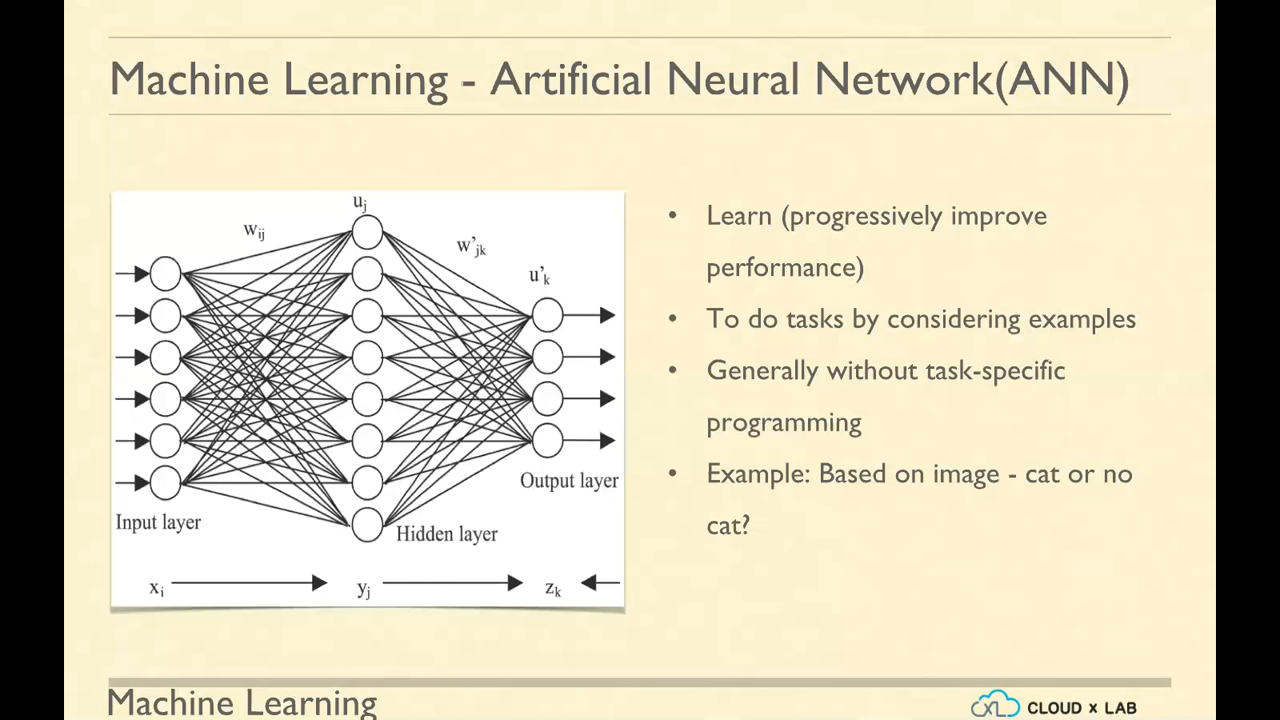 Machine Learning - Artificial Neural Network(ANN)
uj
wij
w'jk
u'k
Input layer
Hidden layer
Output layer
xi
yj
zk
• Learn (progressively improve
performance)
• To do tasks by considering examples
• Generally without task-specific
programming
• Example: Based on image - cat or no
cat?
Machine Learning
CLOUD x LAB